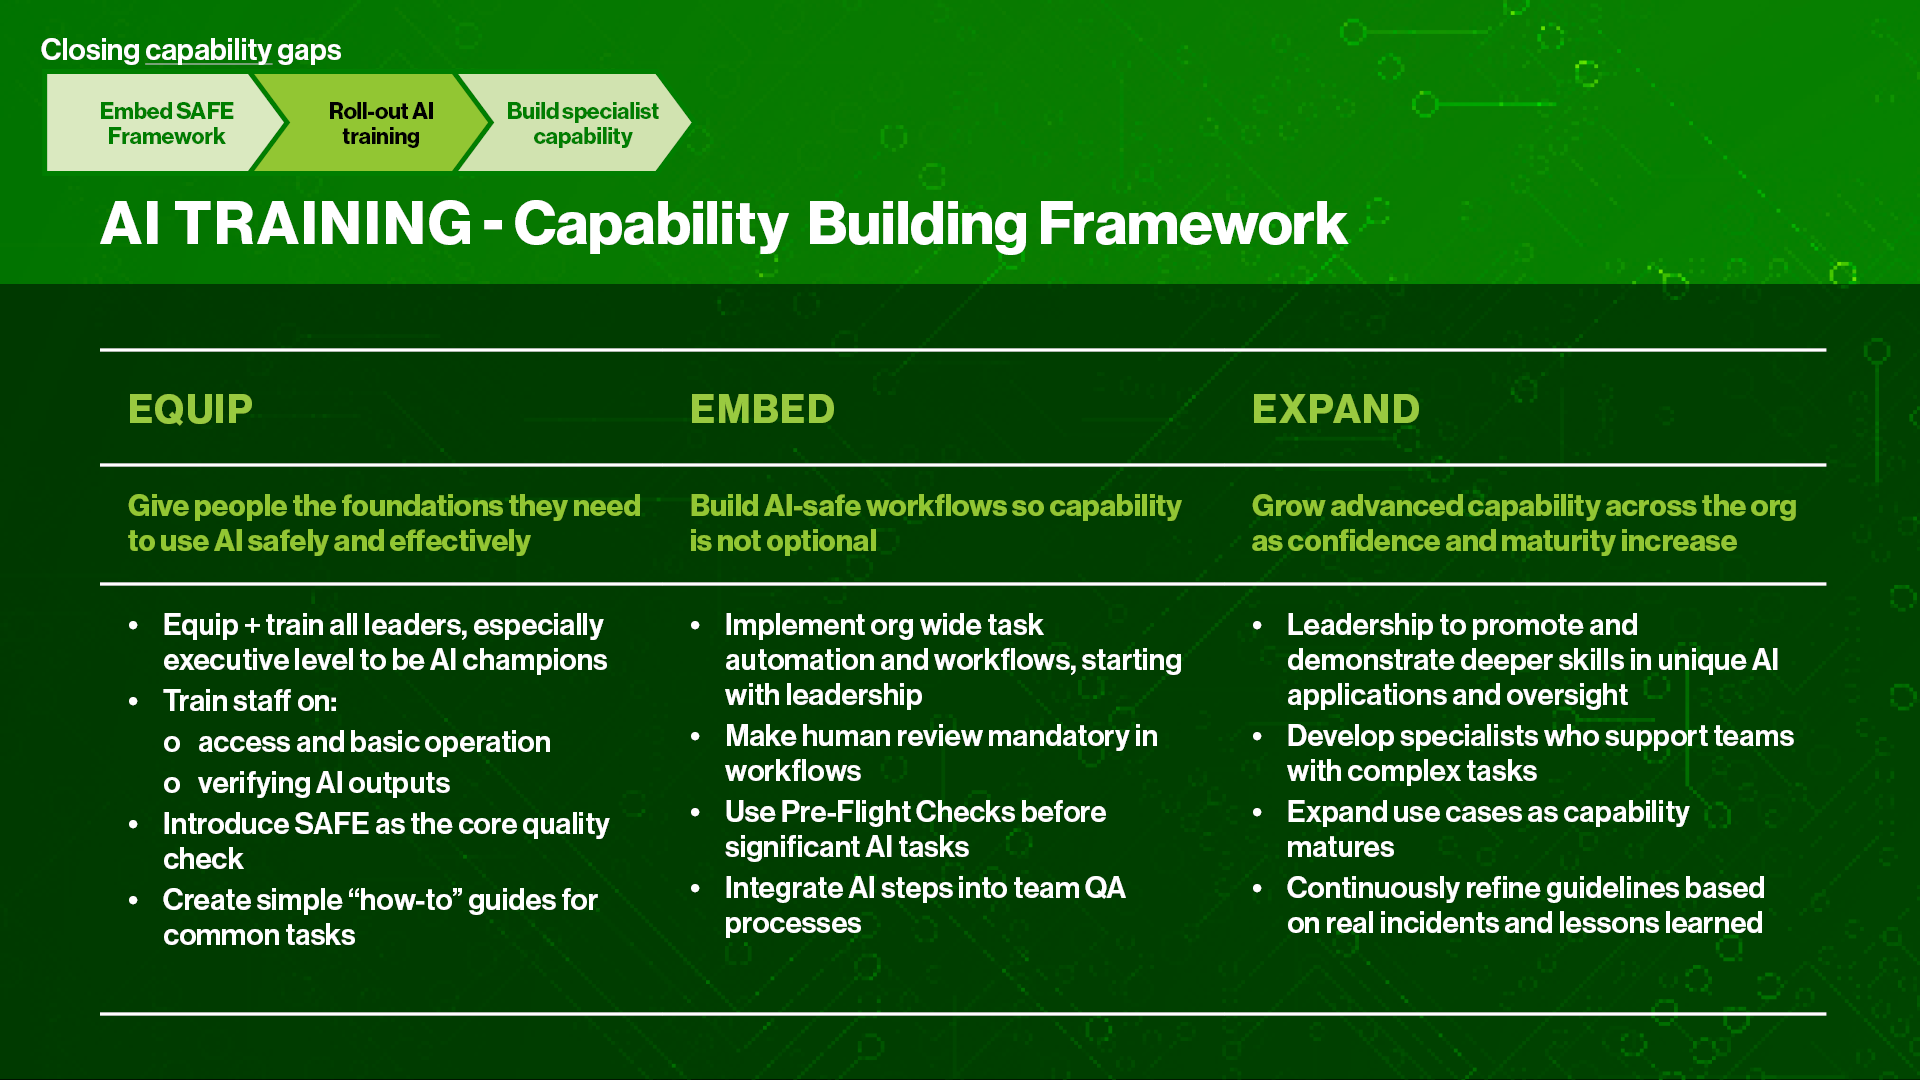 Closing capability gaps
Embed SAFE
Framework
Roll-out AI
training
Build specialist
capability
AI TRAINING - Capability Building Framework
EQUIP
Give people the foundations they need
to use AI safely and effectively
• Equip + train all leaders, especially
executive level to be AI champions
• Train staff on:
o access and basic operation
o verifying AI outputs
• Introduce SAFE as the core quality
check
• Create simple “how-to” guides for
common tasks
EMBED
Build AI-safe workflows so capability
is not optional
• Implement org wide task
automation and workflows, starting
with leadership
• Make human review mandatory in
workflows
• Use Pre-Flight Checks before
significant AI tasks
• Integrate AI steps into team QA
processes
EXPAND
Grow advanced capability across the org
as confidence and maturity increase
• Leadership to promote and
demonstrate deeper skills in unique AI
applications and oversight
• Develop specialists who support teams
with complex tasks
• Expand use cases as capability
matures
• Continuously refine guidelines based
on real incidents and lessons learned